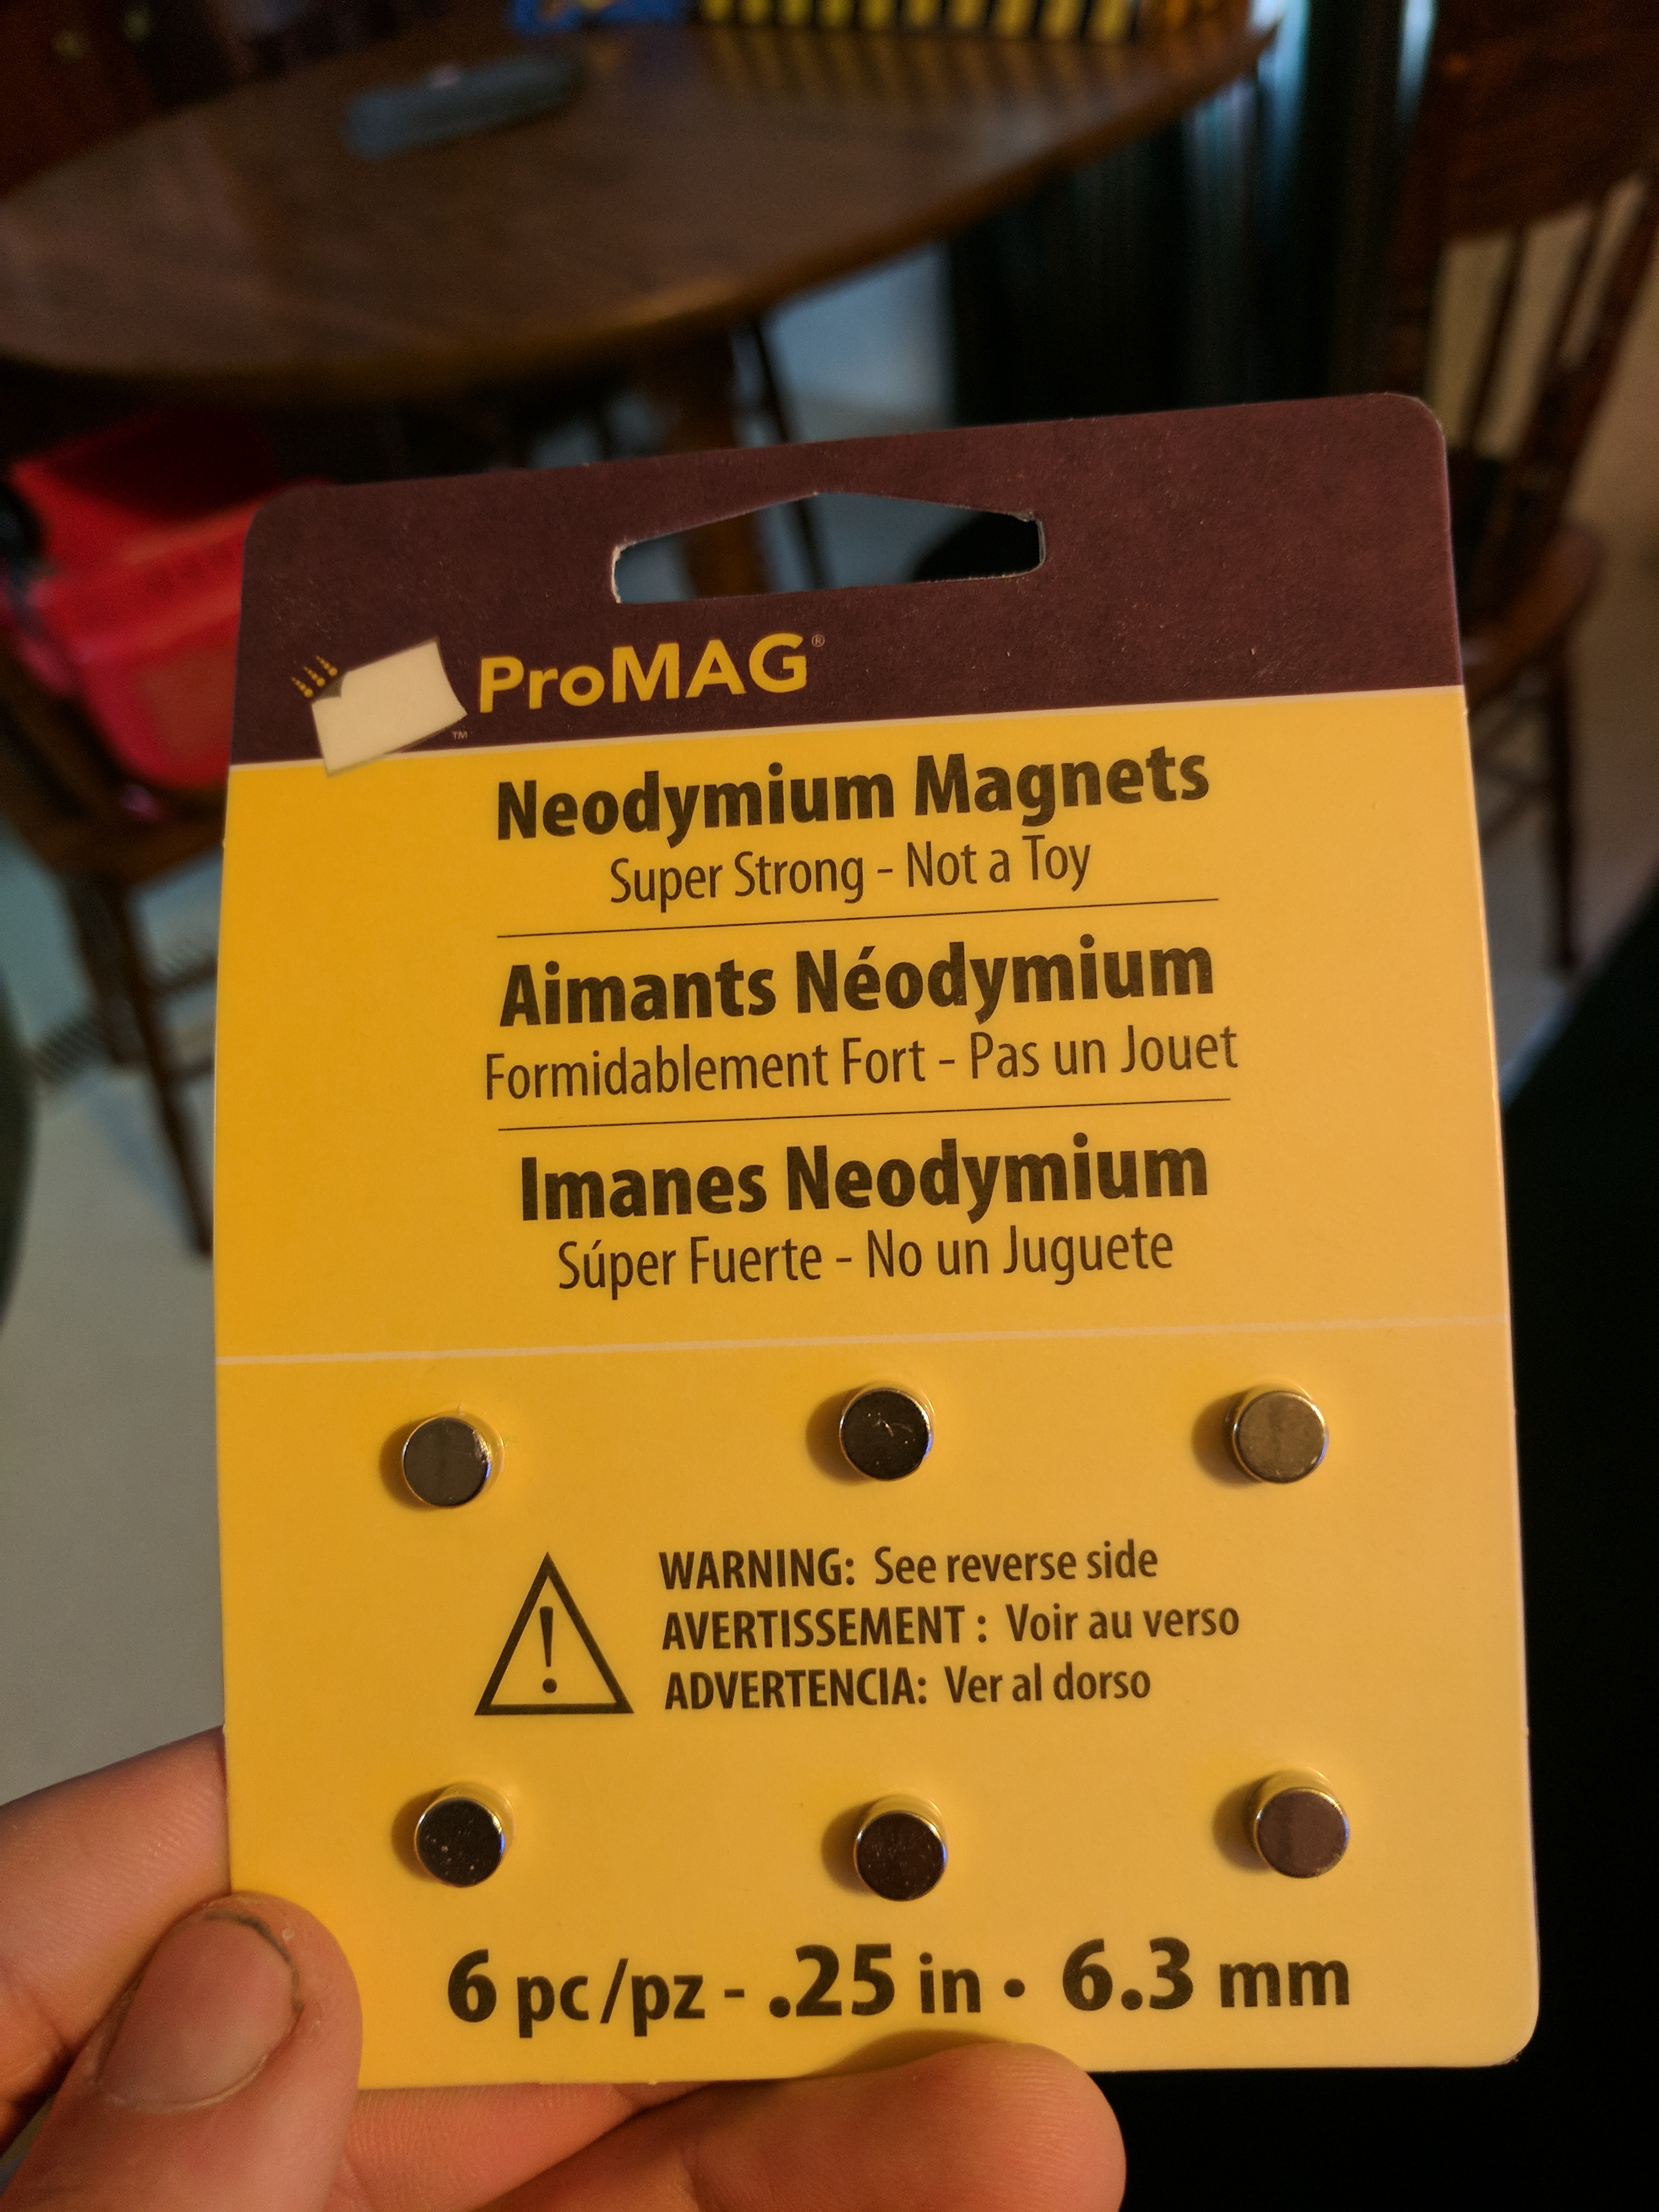 ProMAG®
™
Neodymium Magnets
Super Strong - Not a Toy
Aimants Néodymium
Formidablement Fort - Pas un Jouet
Imanes Neodymium
Súper Fuerte - No un Juguete
WARNING: See reverse side
AVERTISSEMENT : Voir au verso
ADVERTENCIA: Ver al dorso
6 pc/pz - .25 in • 6.3 mm